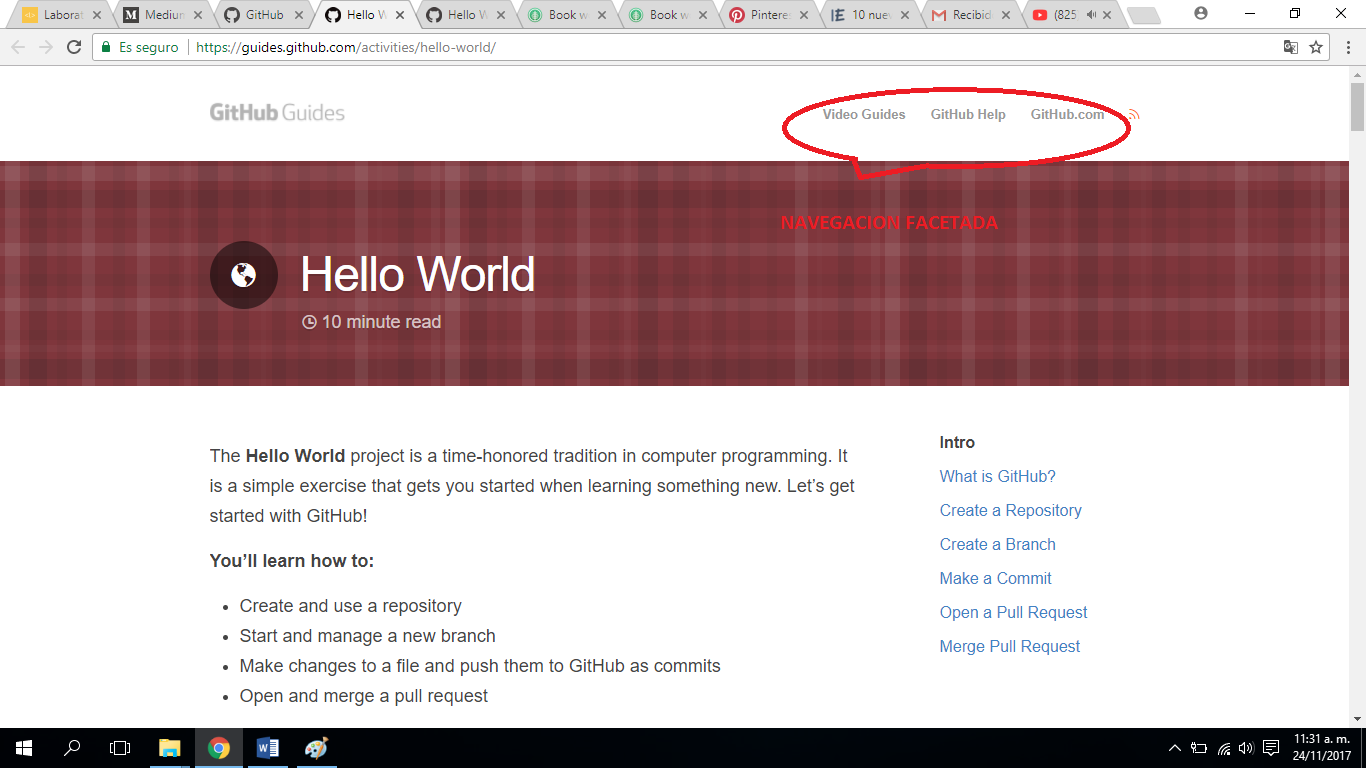 Laborat
Medium
GitHub
Hello W
Hello W
Book w
Book w
Pinteres
10 nuev
Recibid
(825
Es seguro
https://guides.github.com/activities/hello-world/
GitHub Guides
Video Guides
GitHub Help
GitHub.com
NAVEGACION FACETADA
Hello World
10 minute read
The Hello World project is a time-honored tradition in computer programming. It
is a simple exercise that gets you started when learning something new. Let’s get
started with GitHub!
You’ll learn how to:
• Create and use a repository
• Start and manage a new branch
• Make changes to a file and push them to GitHub as commits
• Open and merge a pull request
Intro
What is GitHub?
Create a Repository
Create a Branch
Make a Commit
Open a Pull Request
Merge Pull Request
11:31 a. m.
24/11/2017